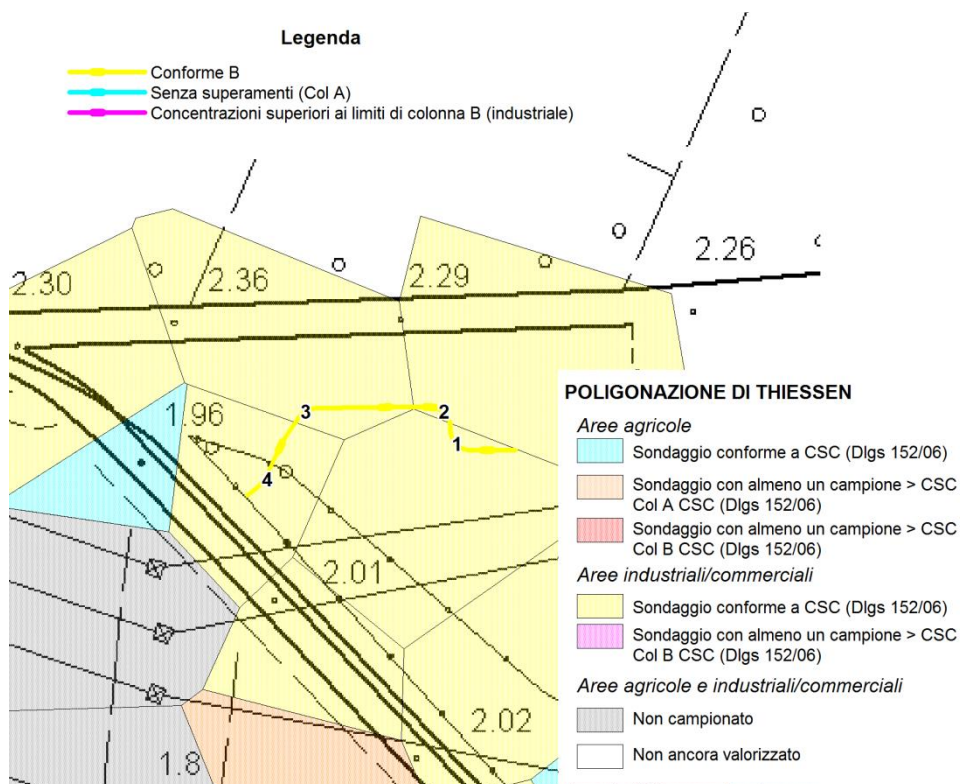 Legenda
Conforme B
Senza superamenti (Col A)
Concentrazioni superiori ai limiti di colonna B (industriale)
2.26
2.30
2.36
2.29
POLIGONAZIONE DI THIESSEN
1.96
3
2
1
4
Aree agricole
Sondaggio conforme a CSC (Dlgs 152/06)
Sondaggio con almeno un campione > CSC
Col A CSC (Dlgs 152/06)
Sondaggio con almeno un campione > CSC
Col B CSC (Dlgs 152/06)
2.01
Aree industriali/commerciali
Sondaggio conforme a CSC (Dlgs 152/06)
Sondaggio con almeno un campione > CSC
Col B CSC (Dlgs 152/06)
Aree agricole e industriali/commerciali
2.02
Non campionato
Non ancora valorizzato
1.8